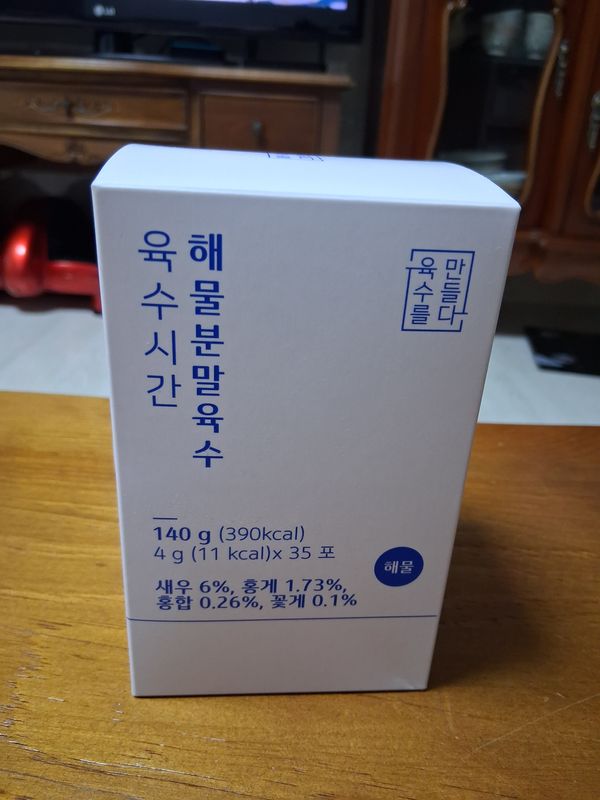 LG
해물분말육수
육수시간
만들다
육수를
140 g (390kcal)
4 g (11 kcal)x 35 포
해물
새우 6%, 홍게 1.73%,
홍합 0.26%, 꽃게 0.1%